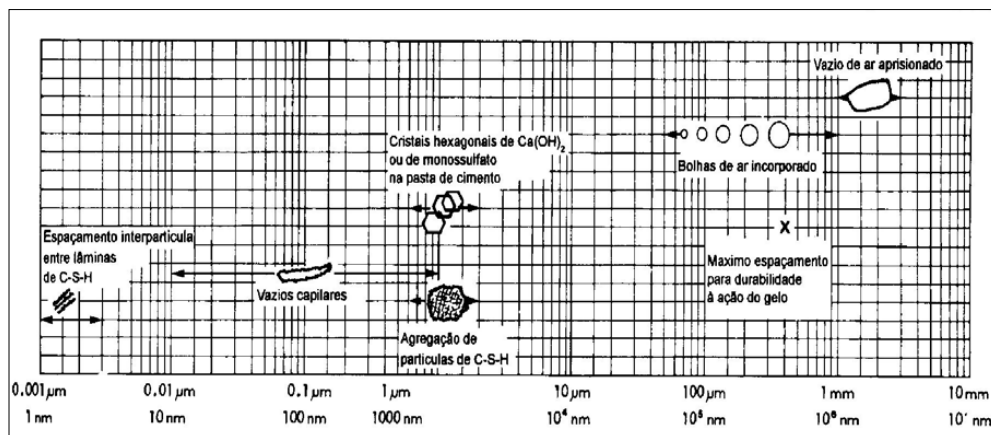 Vazio de ar aprisionado
Cristais hexagonais de Ca(OH)₂
ou de monossulfato
na pasta de cimento
Bolhas de ar incorporado
Espaçamento interpartícula
entre lâminas
de C-S-H
X
Maximo espaçamento
para durabilidade
à ação do gelo
Vazios capilares
Agregação de
partículas de C-S-H
0.001 µm 0.01 µm 0.1 µm 1 µm 10 µm 100 µm 1 mm 10 mm
1 nm 10 nm 100 nm 1000 nm 10⁴ nm 10⁵ nm 10⁶ nm 10' nm